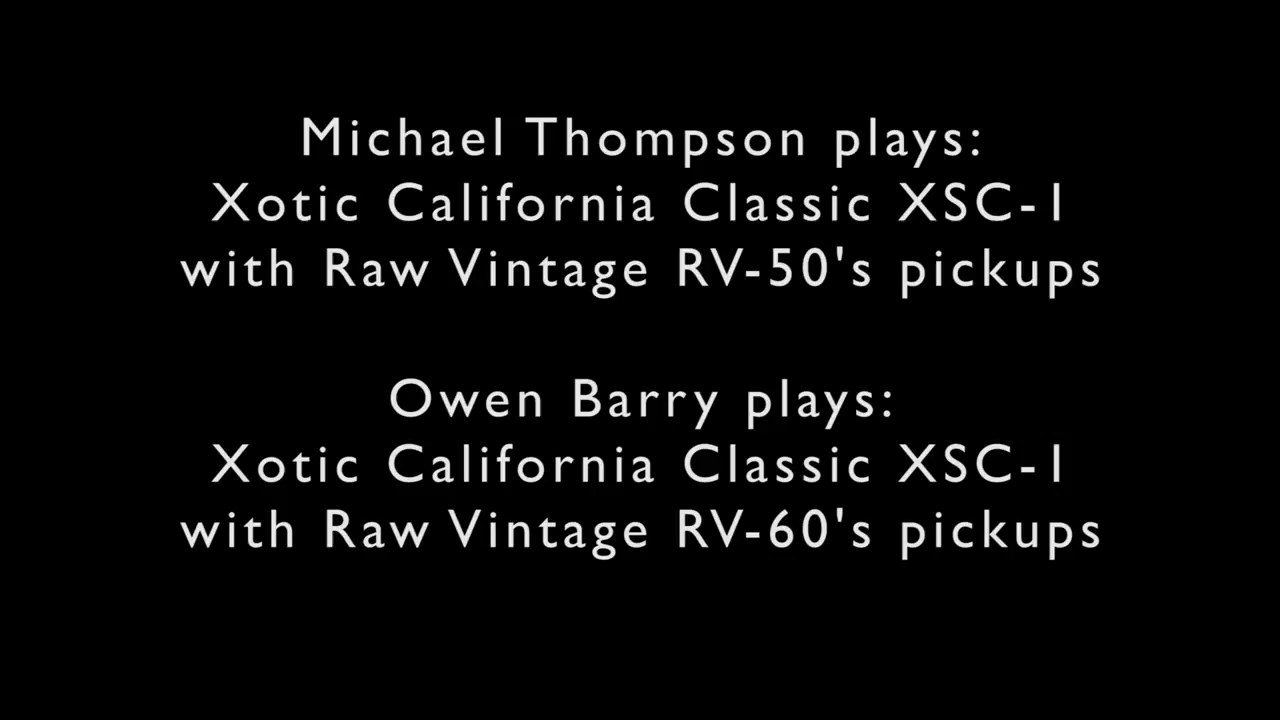 Michael Thompson plays:
Xotic California Classic XSC-1
with Raw Vintage RV-50's pickups
Owen Barry plays:
Xotic California Classic XSC-1
with Raw Vintage RV-60's pickups